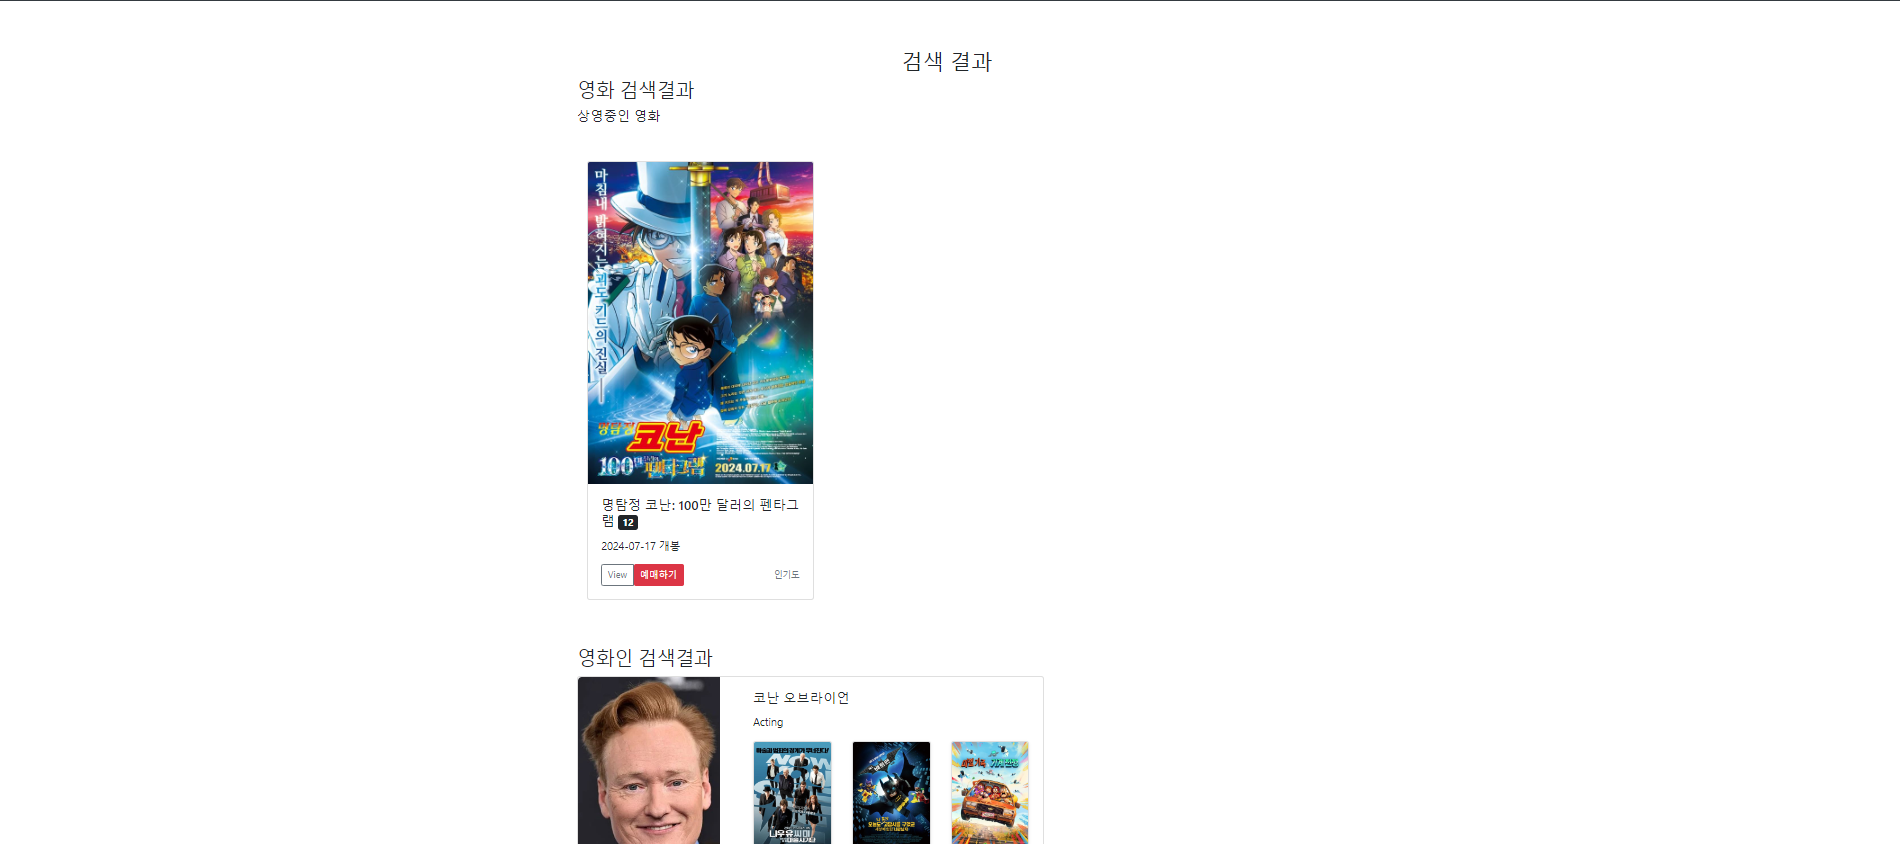 검색 결과
영화 검색결과
상영중인 영화
마침내 밝혀지는 괴도 키드의 진실
명탐정
코난
100만 달러의 펜타그램
2024.07.17
명탐정 코난: 100만 달러의 펜타그
램 12
2024-07-17 개봉
View 예매하기 인기도
영화인 검색결과
코난 오브라이언
Acting
NOW
나우 유 씨 미